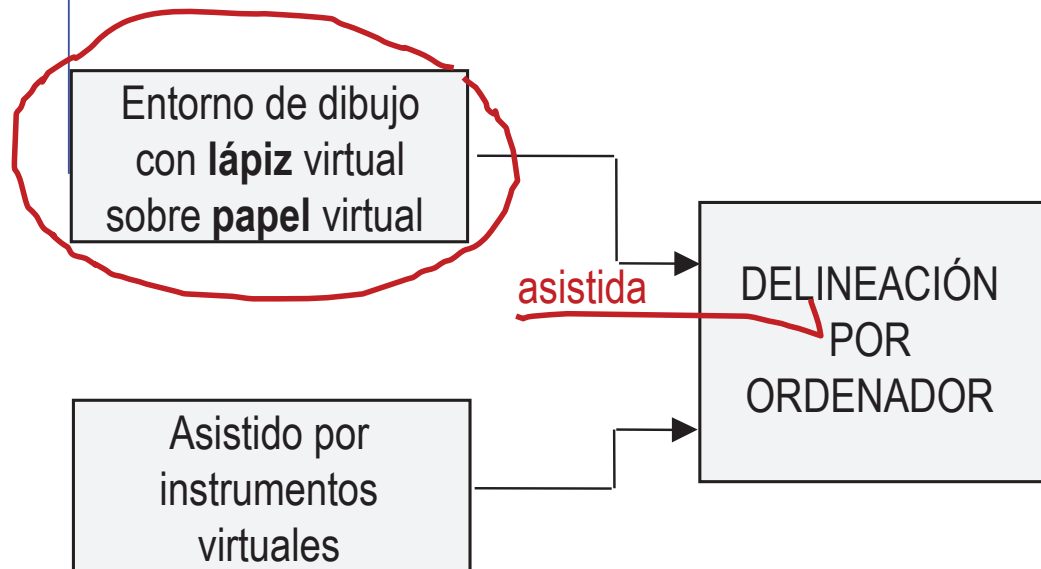 Entorno de dibujo
con lápiz virtual
sobre papel virtual
asistida
DELINEACIÓN
POR
ORDENADOR
Asistido por
instrumentos
virtuales